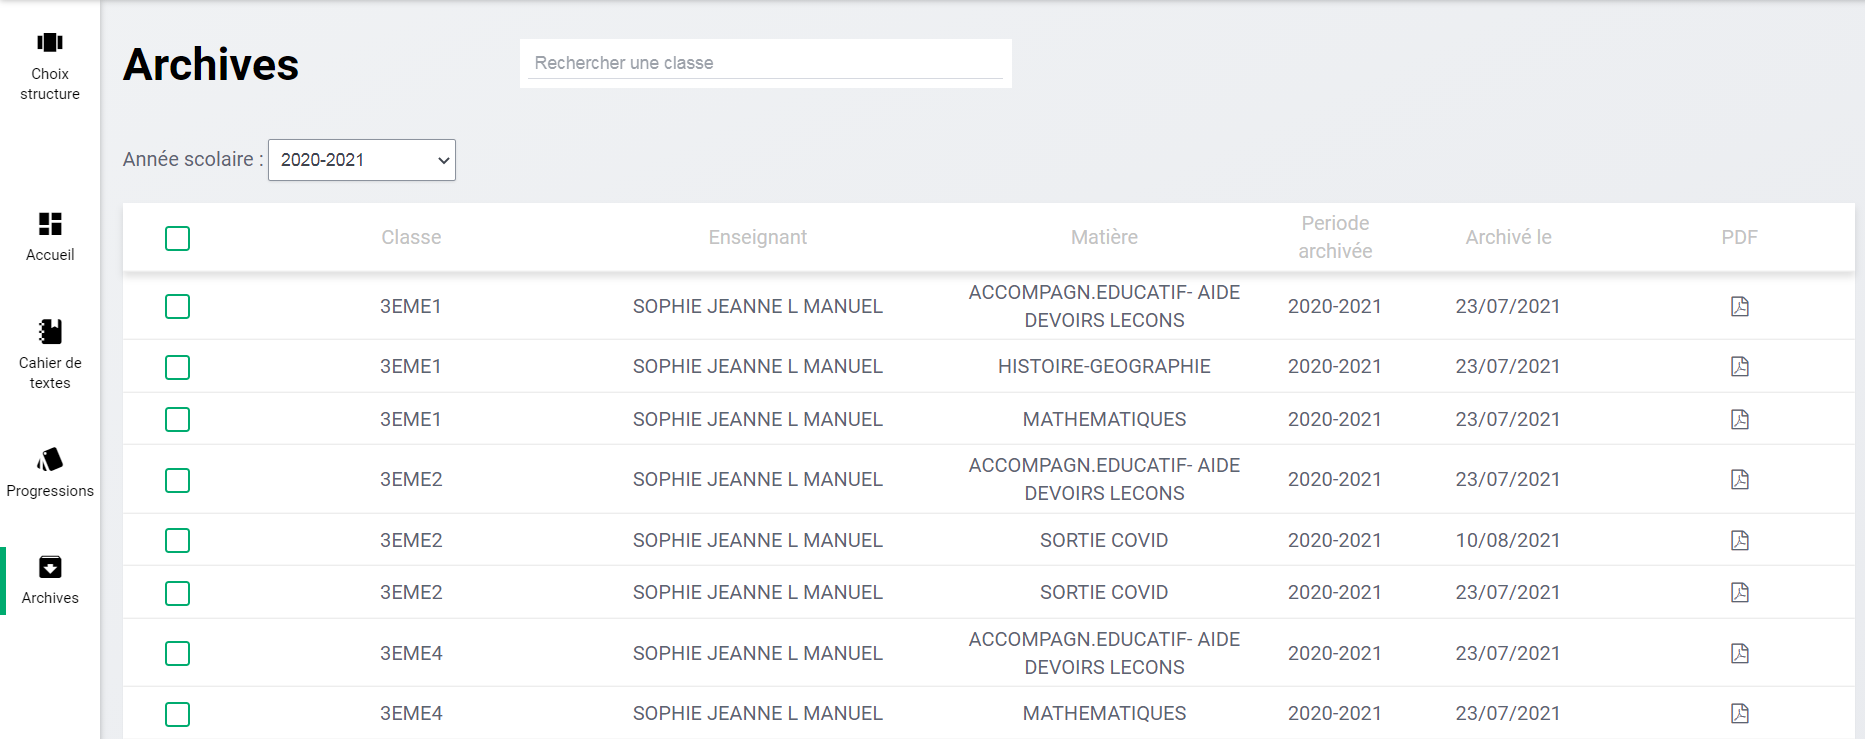 Choix
structure
Accueil
Cahier de
textes
Progressions
Archives
Archives
Rechercher une classe
Année scolaire : 2020-2021
Classe Enseignant Matière Periode archivée Archivé le PDF
3EME1 SOPHIE JEANNE L MANUEL ACCOMPAGN.EDUCATIF- AIDE DEVOIRS LECONS 2020-2021 23/07/2021
3EME1 SOPHIE JEANNE L MANUEL HISTOIRE-GEOGRAPHIE 2020-2021 23/07/2021
3EME1 SOPHIE JEANNE L MANUEL MATHEMATIQUES 2020-2021 23/07/2021
3EME2 SOPHIE JEANNE L MANUEL ACCOMPAGN.EDUCATIF- AIDE DEVOIRS LECONS 2020-2021 23/07/2021
3EME2 SOPHIE JEANNE L MANUEL SORTIE COVID 2020-2021 10/08/2021
3EME2 SOPHIE JEANNE L MANUEL SORTIE COVID 2020-2021 23/07/2021
3EME4 SOPHIE JEANNE L MANUEL ACCOMPAGN.EDUCATIF- AIDE DEVOIRS LECONS 2020-2021 23/07/2021
3EME4 SOPHIE JEANNE L MANUEL MATHEMATIQUES 2020-2021 23/07/2021